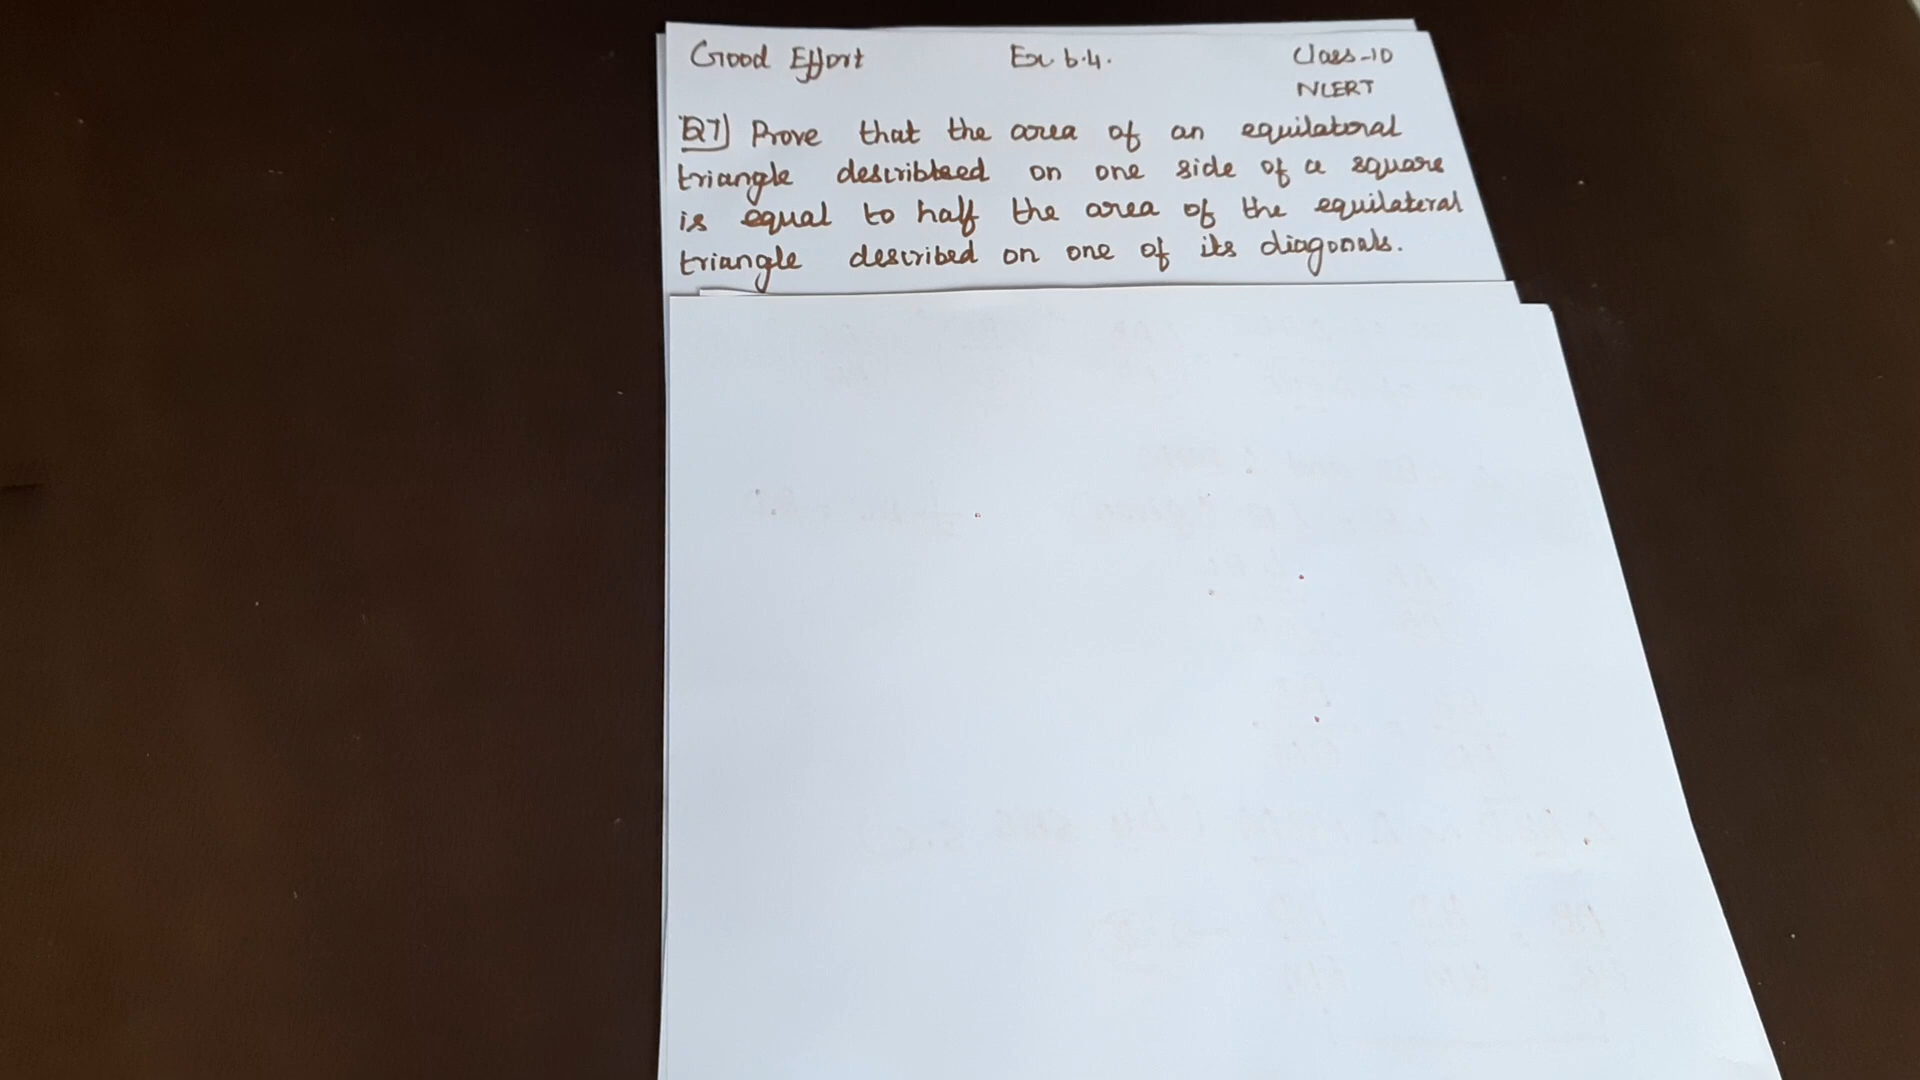 Good Effort Ex 6.4. Class-10
NCERT
Q7) Prove that the area of an equilateral
triangle described on one side of a square
is equal to half the area of the equilateral
triangle described on one of its diagonals.